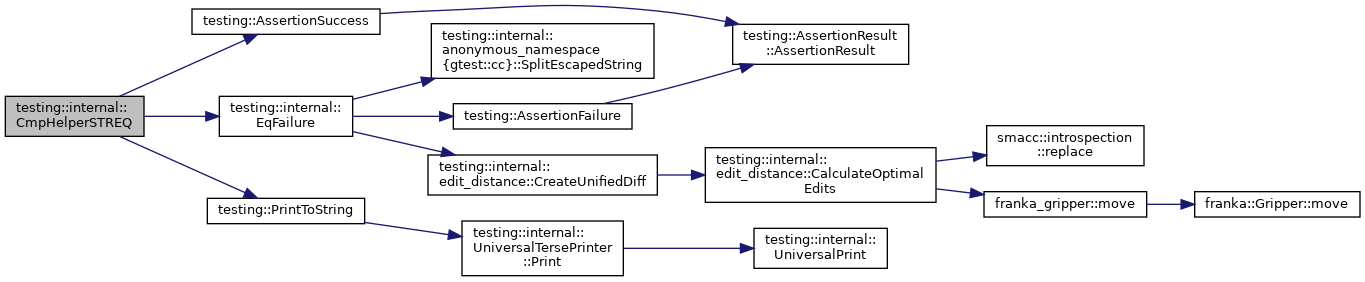 testing::internal::
CmpHelperSTREQ
testing::AssertionSuccess
testing::internal::
EqFailure
testing::PrintToString
testing::internal::
anonymous_namespace
{gtest::cc}::SplitEscapedString
testing::AssertionFailure
testing::internal::
edit_distance::CreateUnifiedDiff
testing::internal::
UniversalTersePrinter
::Print
testing::AssertionResult
::AssertionResult
testing::internal::
edit_distance::CalculateOptimal
Edits
testing::internal::
UniversalPrint
smacc::introspection
::replace
franka_gripper::move
franka::Gripper::move